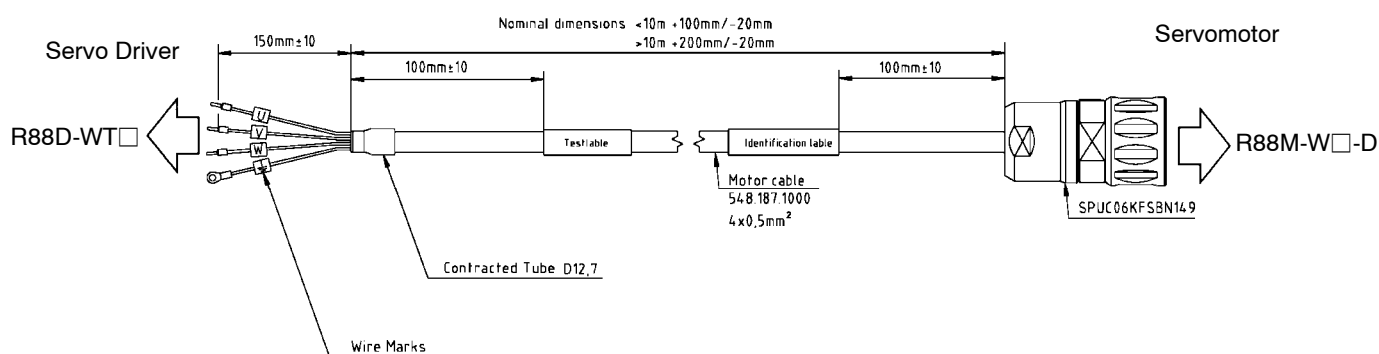 Nominal dimensions <10m +100mm/-20mm
>10m +200mm/-20mm
Servo Driver
150mm±10
Servomotor
100mm±10
100mm±10
R88D-WT□
U
V
W
Testlable
Identification lable
R88M-W□-D
Motor cable
548.187.1000
4x0,5mm²
SPUC06KFSBN149
Contracted Tube D12,7
Wire Marks